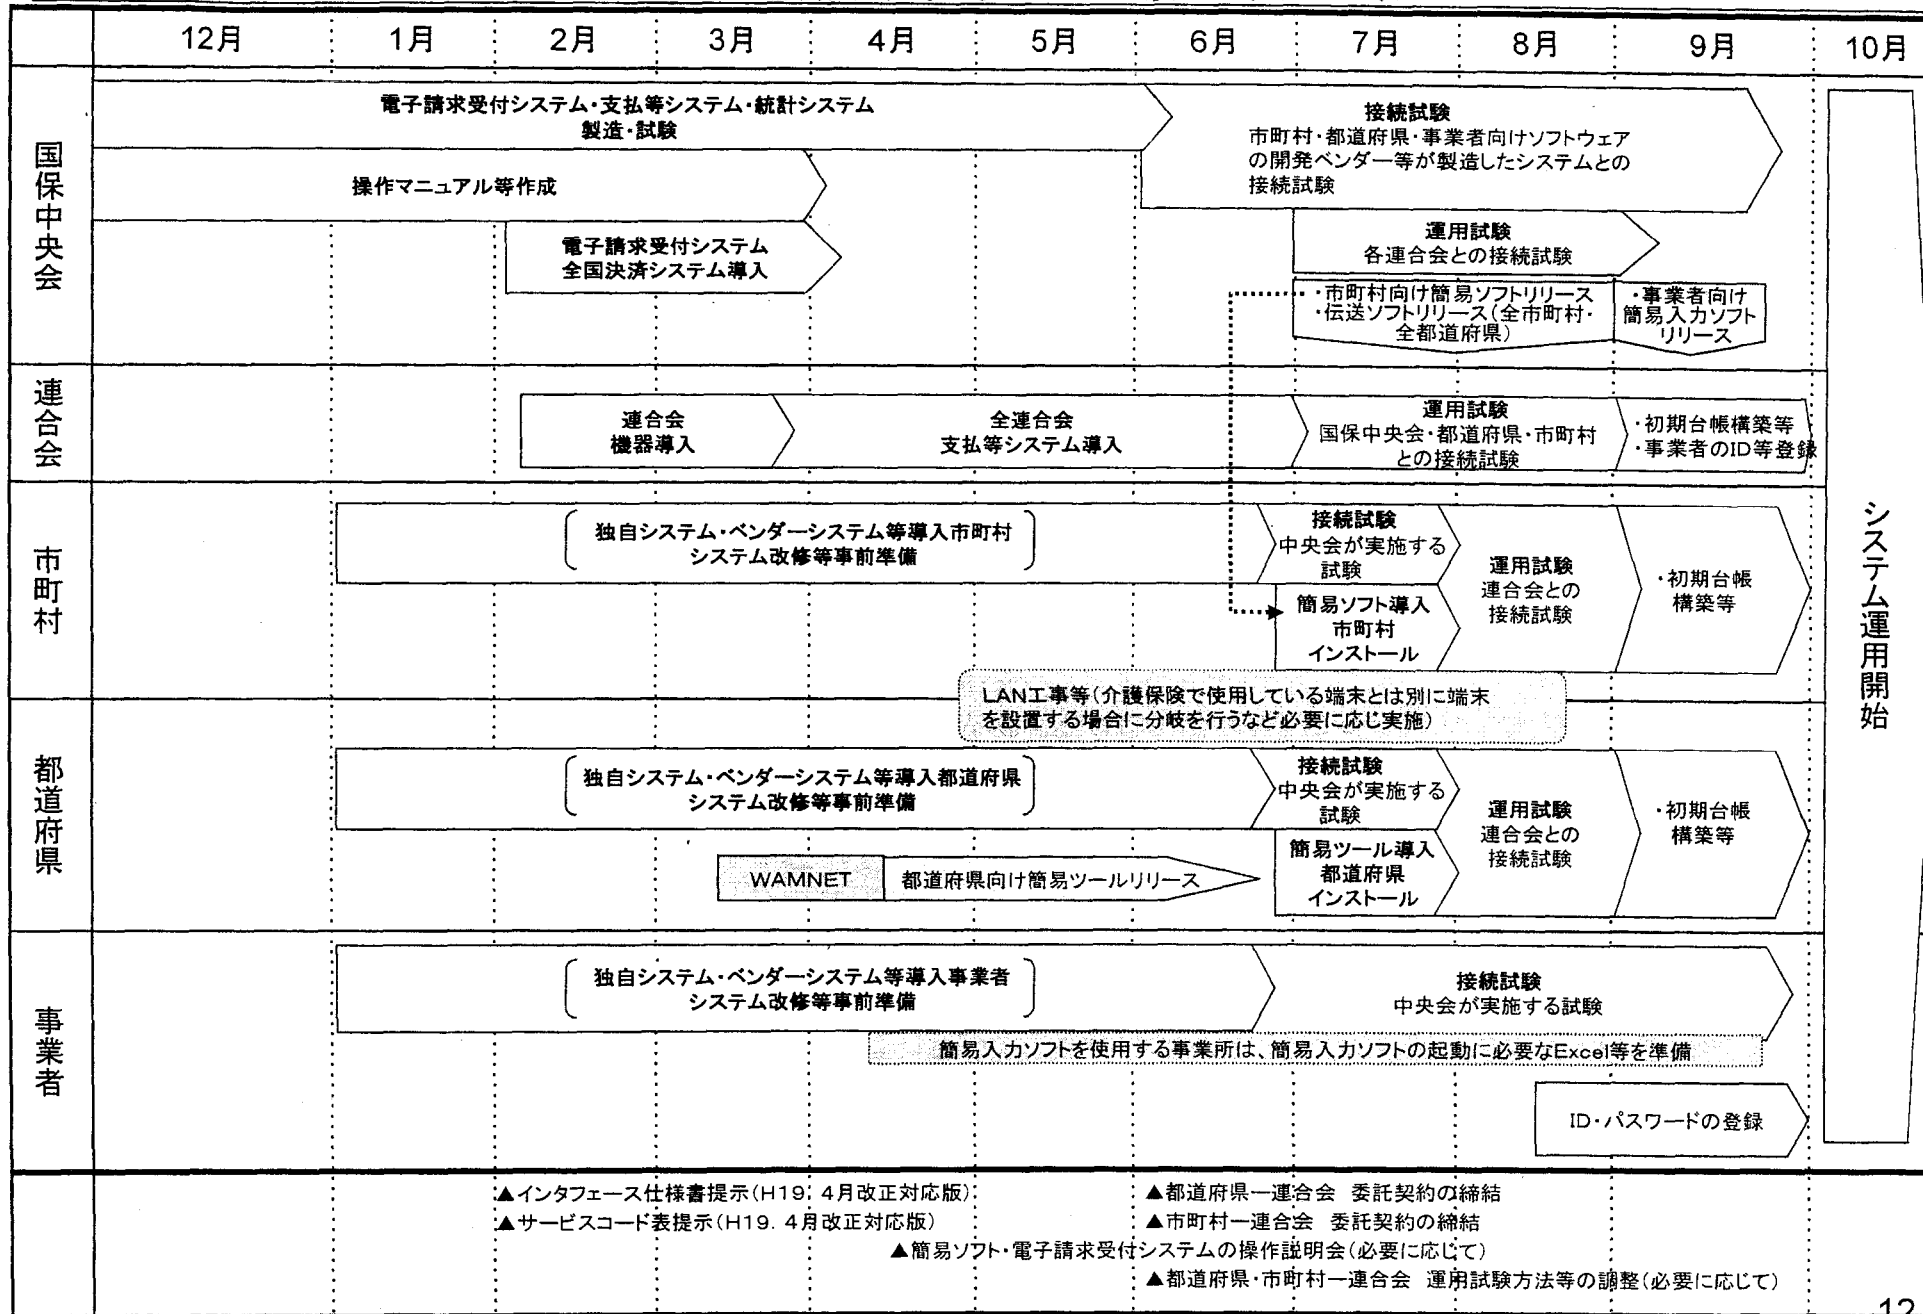 12月 1月 2月 3月 4月 5月 6月 7月 8月 9月 10月
国保中央会
電子請求受付システム・支払等システム・統計システム
製造・試験
接続試験
市町村・都道府県・事業者向けソフトウェア
の開発ベンダー等が製造したシステムとの
接続試験
操作マニュアル等作成
電子請求受付システム
全国決済システム導入
運用試験
各連合会との接続試験
・市町村向け簡易ソフトリリース
・伝送ソフトリリース(全市町村・
全都道府県)
・事業者向け
簡易入力ソフト
リリース
連合会
連合会
機器導入
全連合会
支払等システム導入
運用試験
国保中央会・都道府県・市町村
との接続試験
・初期台帳構築等
・事業者のID等登録
市町村
独自システム・ベンダーシステム等導入市町村
システム改修等事前準備
接続試験
中央会が実施する
試験
簡易ソフト導入
市町村
インストール
運用試験
連合会との
接続試験
・初期台帳
構築等
LAN工事等(介護保険で使用している端末とは別に端末
を設置する場合に分岐を行うなど必要に応じ実施)
都道府県
独自システム・ベンダーシステム等導入都道府県
システム改修等事前準備
接続試験
中央会が実施する
試験
WAMNET
都道府県向け簡易ツールリリース
簡易ツール導入
都道府県
インストール
運用試験
連合会との
接続試験
・初期台帳
構築等
事業者
独自システム・ベンダーシステム等導入事業者
システム改修等事前準備
接続試験
中央会が実施する試験
簡易入力ソフトを使用する事業所は、簡易入力ソフトの起動に必要なExcel等を準備
ID・パスワードの登録
システム運用開始
▲インタフェース仕様書提示(H19.4月改正対応版)
▲サービスコード表提示(H19.4月改正対応版)
▲都道府県ー連合会 委託契約の締結
▲市町村ー連合会 委託契約の締結
▲簡易ソフト・電子請求受付システムの操作説明会(必要に応じて)
▲都道府県・市町村ー連合会 運用試験方法等の調整(必要に応じて)
12